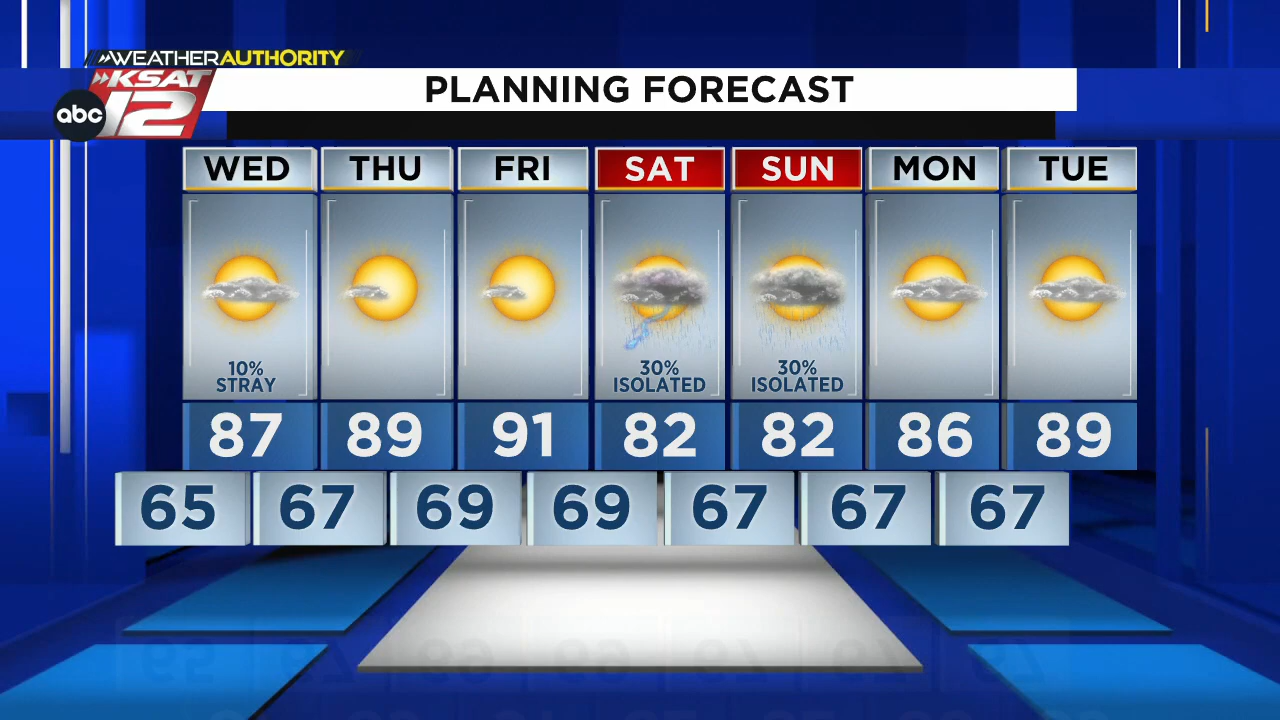 WEATHERAUTHORITY
KSAT
abc 12
PLANNING FORECAST
WED THU FRI SAT SUN MON TUE
10% 30% 30%
STRAY ISOLATED ISOLATED
87 89 91 82 82 86 89
65 67 69 69 67 67 67